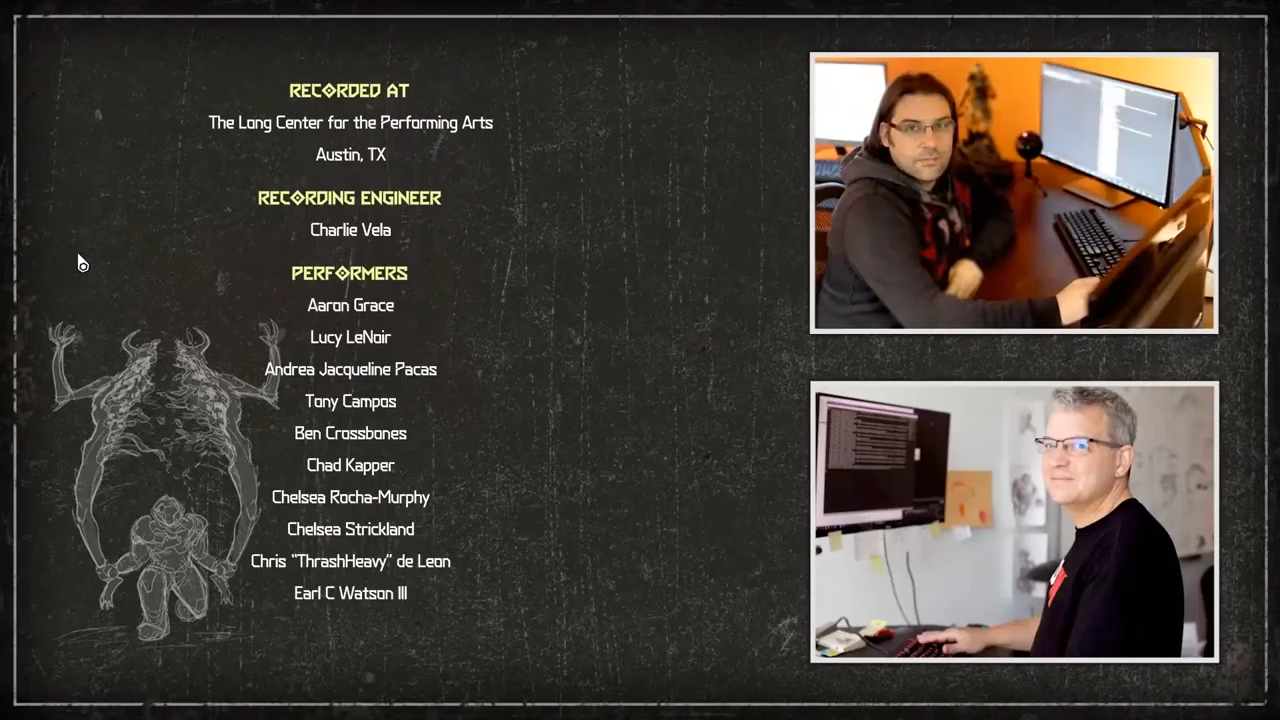 RECORDED AT
The Long Center for the Performing Arts
Austin, TX
RECORDING ENGINEER
Charlie Vela
PERFORMERS
Aaron Grace
Lucy LeNoir
Andrea Jacqueline Pacas
Tony Campos
Ben Crossbones
Chad Kapper
Chelsea Rocha-Murphy
Chelsea Strickland
Chris “ThrashHeavy” de Leon
Earl C Watson III